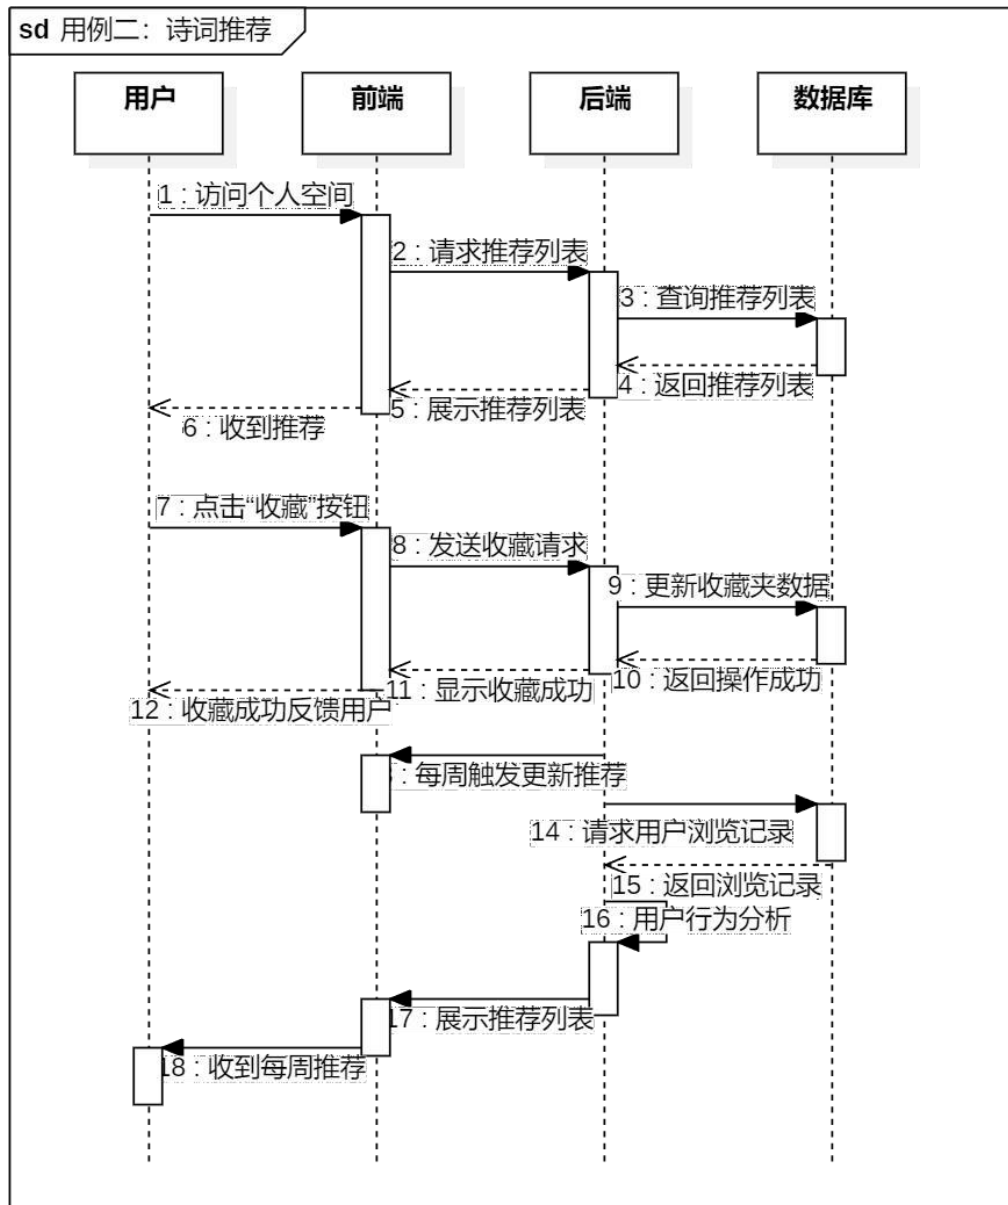 sd 用例二：诗词推荐
用户 前端 后端 数据库
1 : 访问个人空间
2 : 请求推荐列表
3 : 查询推荐列表
4 : 返回推荐列表
5 : 展示推荐列表
6 : 收到推荐
7 : 点击“收藏”按钮
8 : 发送收藏请求
9 : 更新收藏夹数据
10 : 返回操作成功
11 : 显示收藏成功
12 : 收藏成功反馈用户
: 每周触发更新推荐
14 : 请求用户浏览记录
15 : 返回浏览记录
16 : 用户行为分析
17 : 展示推荐列表
18 : 收到每周推荐